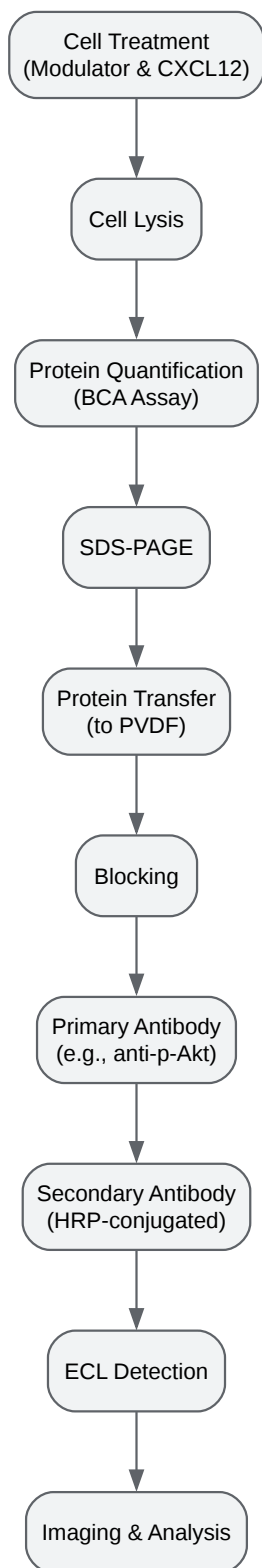 Cell Treatment
(Modulator & CXCL12)
Cell Lysis
Protein Quantification
(BCA Assay)
SDS-PAGE
Protein Transfer
(to PVDF)
Blocking
Primary Antibody
(e.g., anti-p-Akt)
Secondary Antibody
(HRP-conjugated)
ECL Detection
Imaging & Analysis